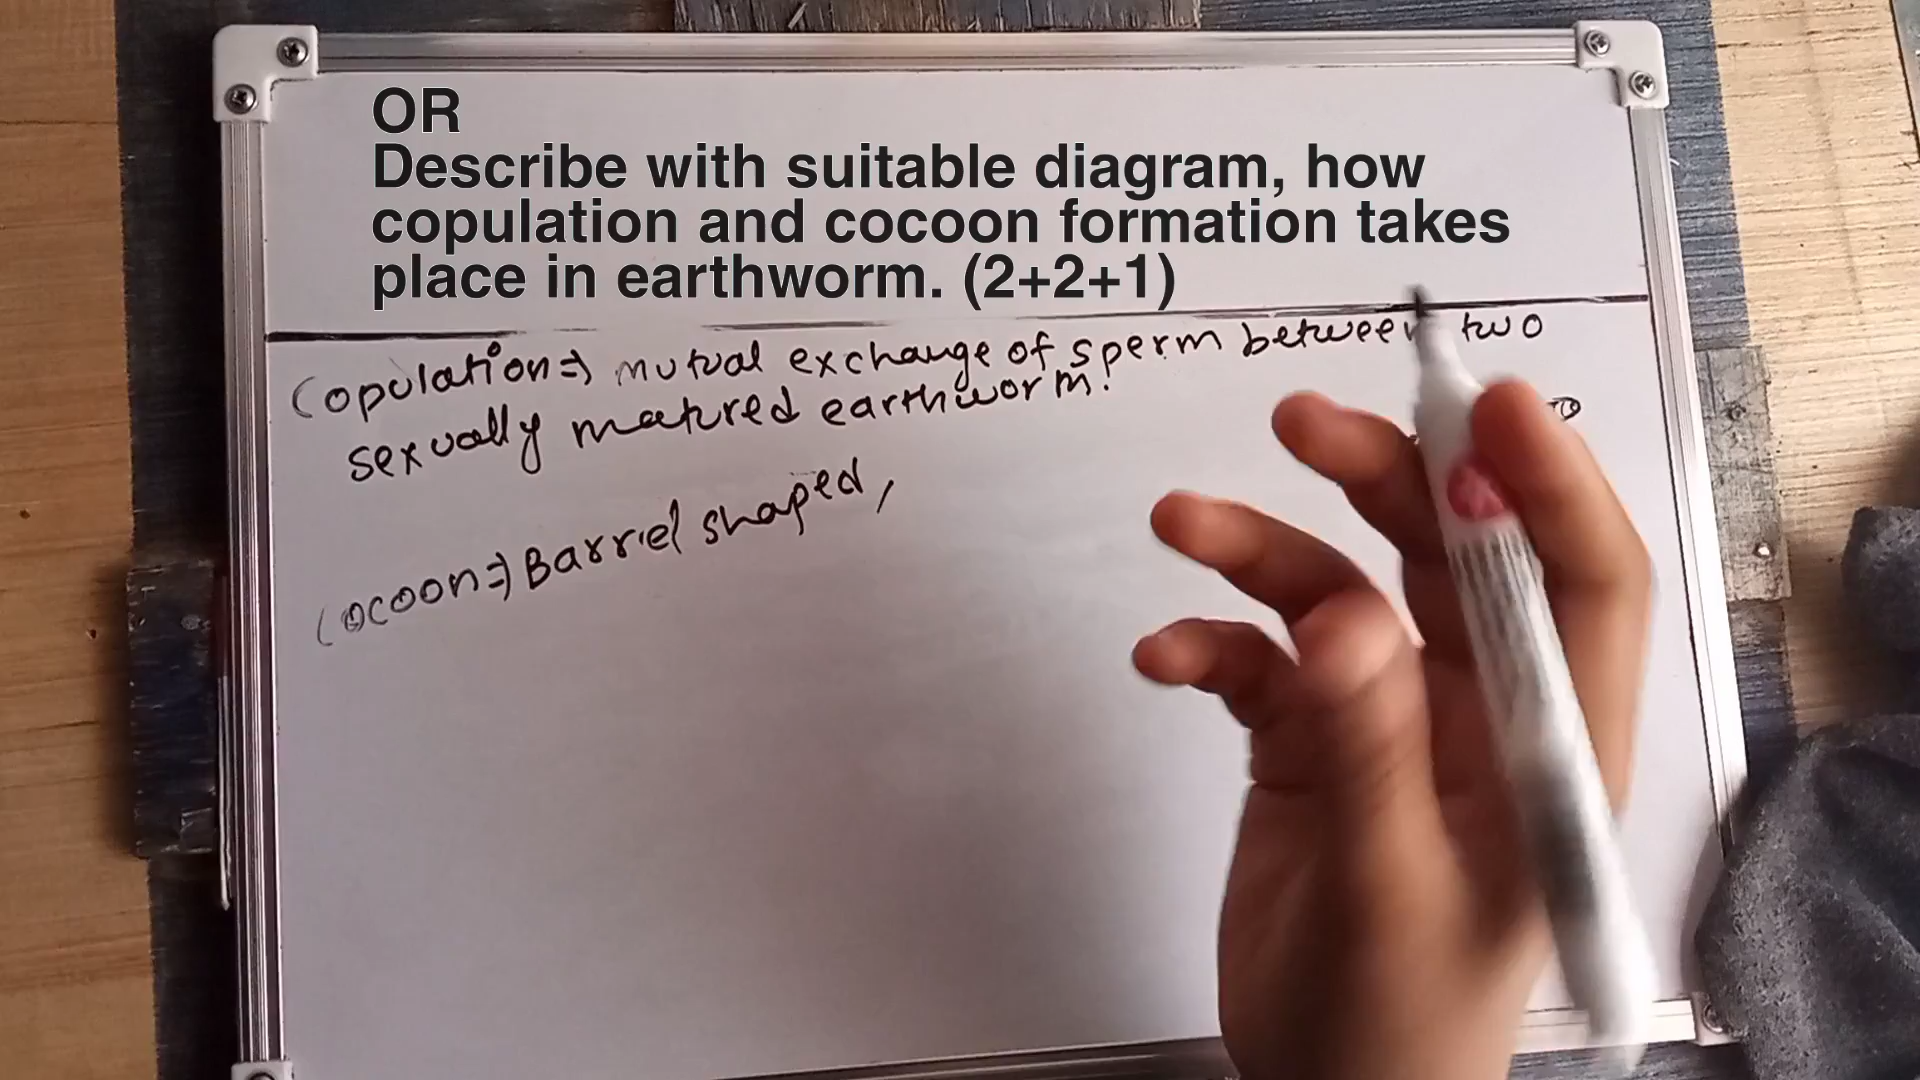 OR
Describe with suitable diagram, how
copulation and cocoon formation takes
place in earthworm. (2+2+1)
Copulation⇒ mutual exchange of sperm between two
sexually matured earthworm.
Cocoon⇒ Barrel shaped,